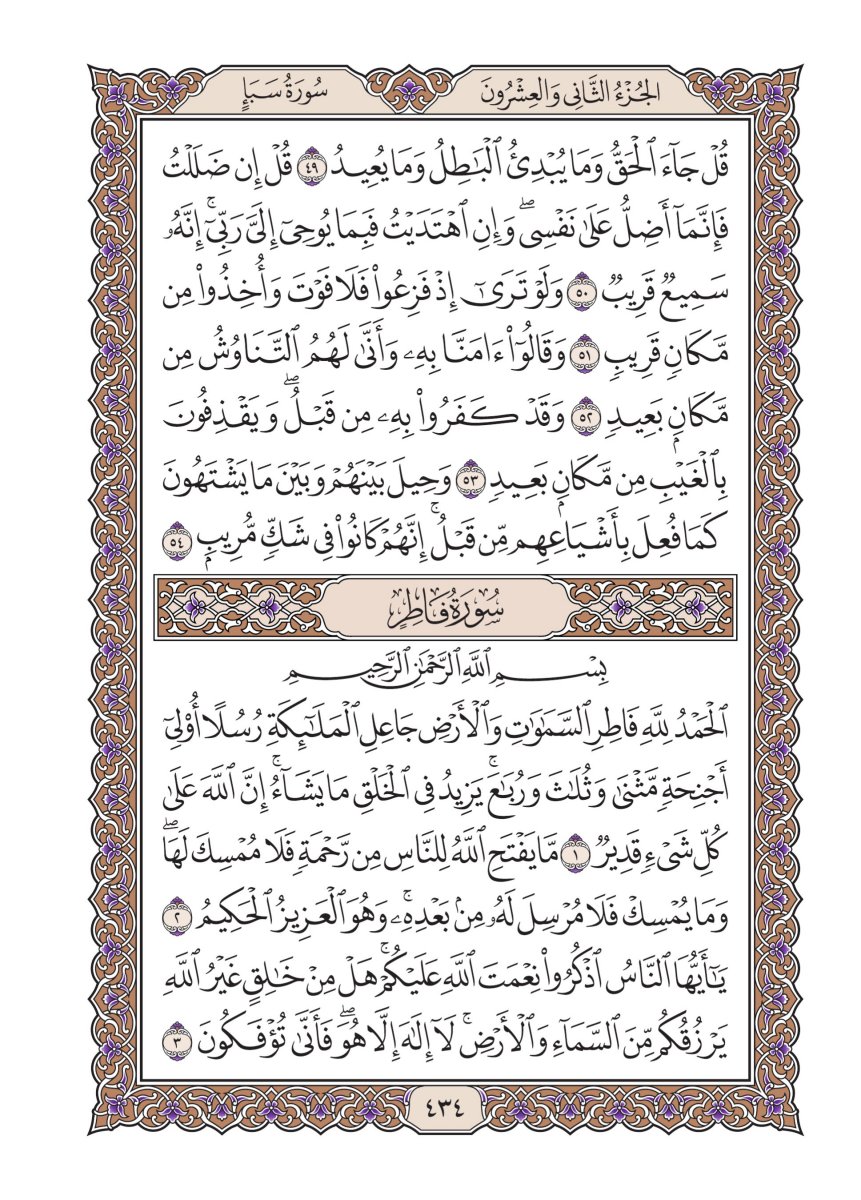 الجُزْءُ الثَّانِي وَالعِشْرُونَ
سُورَةُ سَبَإٍ
قُلْ جَآءَ ٱلْحَقُّ وَمَا يُبْدِئُ ٱلْبَٰطِلُ وَمَا يُعِيدُ ٤٩ قُلْ إِن ضَلَلْتُ
فَإِنَّمَآ أَضِلُّ عَلَىٰ نَفْسِىۖ وَإِنِ ٱهْتَدَيْتُ فَبِمَا يُوحِىٓ إِلَىَّ رَبِّىٓۚ إِنَّهُۥ
سَمِيعٌ قَرِيبٌ ٥٠ وَلَوْ تَرَىٰٓ إِذْ فَزِعُوا۟ فَلَا فَوْتَ وَأُخِذُوا۟ مِن
مَّكَانٍ قَرِيبٍ ٥١ وَقَالُوٓا۟ ءَامَنَّا بِهِۦ وَأَنَّىٰ لَهُمُ ٱلتَّنَاوُشُ مِن
مَّكَانٍۭ بَعِيدٍ ٥٢ وَقَدْ كَفَرُوا۟ بِهِۦ مِن قَبْلُۖ وَيَقْذِفُونَ
بِٱلْغَيْبِ مِن مَّكَانٍۭ بَعِيدٍ ٥٣ وَحِيلَ بَيْنَهُمْ وَبَيْنَ مَا يَشْتَهُونَ
كَمَا فُعِلَ بِأَشْيَاعِهِم مِّن قَبْلُۚ إِنَّهُمْ كَانُوا۟ فِى شَكٍّ مُّرِيبٍۭ ٥٤
سُورَةُ فَاطِرٍ
بِسْمِ ٱللَّهِ ٱلرَّحْمَٰنِ ٱلرَّحِيمِ
ٱلْحَمْدُ لِلَّهِ فَاطِرِ ٱلسَّمَٰوَٰتِ وَٱلْأَرْضِ جَاعِلِ ٱلْمَلَٰٓئِكَةِ رُسُلًا أُو۟لِىٓ
أَجْنِحَةٍ مَّثْنَىٰ وَثُلَٰثَ وَرُبَٰعَۚ يَزِيدُ فِى ٱلْخَلْقِ مَا يَشَآءُۚ إِنَّ ٱللَّهَ عَلَىٰ
كُلِّ شَىْءٍ قَدِيرٌ ١ مَّا يَفْتَحِ ٱللَّهُ لِلنَّاسِ مِن رَّحْمَةٍ فَلَا مُمْسِكَ لَهَاۖ
وَمَا يُمْسِكْ فَلَا مُرْسِلَ لَهُۥ مِنۢ بَعْدِهِۦۚ وَهُوَ ٱلْعَزِيزُ ٱلْحَكِيمُ ٢
يَٰٓأَيُّهَا ٱلنَّاسُ ٱذْكُرُوا۟ نِعْمَتَ ٱللَّهِ عَلَيْكُمْۚ هَلْ مِنْ خَٰلِقٍ غَيْرُ ٱللَّهِ
يَرْزُقُكُم مِّنَ ٱلسَّمَآءِ وَٱلْأَرْضِۚ لَآ إِلَٰهَ إِلَّا هُوَۖ فَأَنَّىٰ تُؤْفَكُونَ ٣
٤٣٤